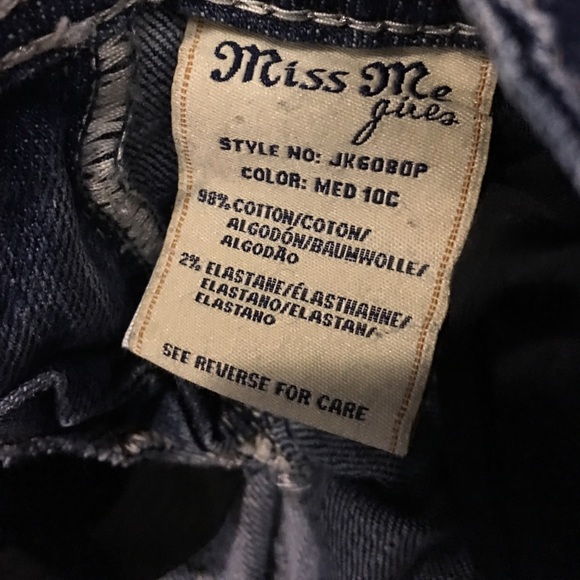 Miss Me
girls
STYLE NO: JK6080P
COLOR: MED 10C
98% COTTON/COTON/
ALGODÓN/BAUMWOLLE/
ALGODÃO
2% ELASTANE/ÉLASTHANNE/
ELASTANO/ELASTAN/
ELASTANO
SEE REVERSE FOR CARE